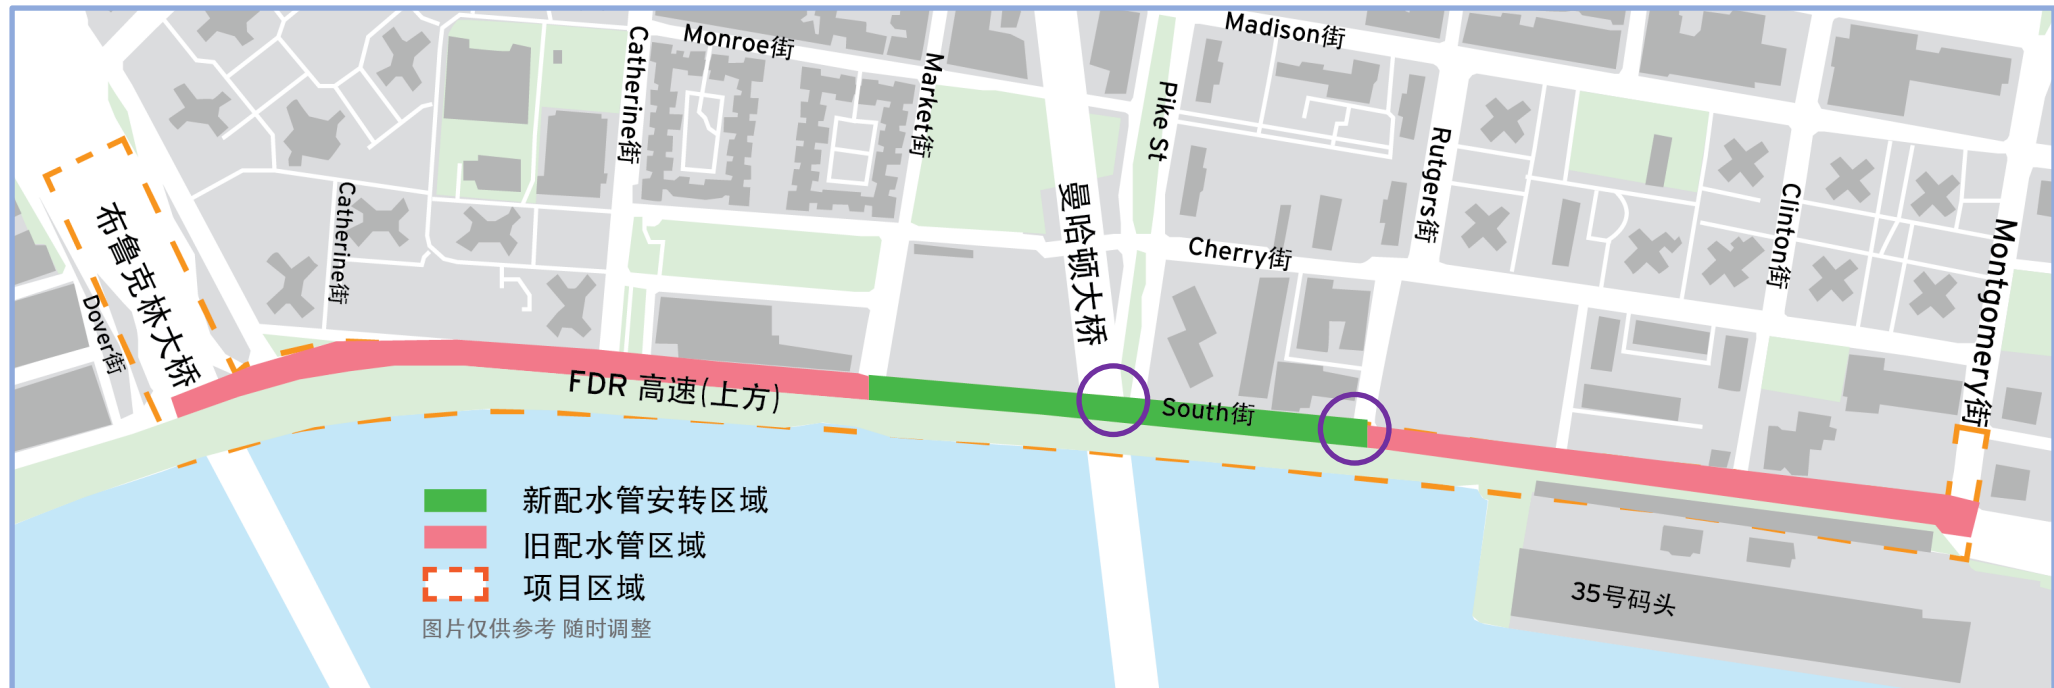 Madison街
Monroe街
Catherine街
Market街
Pike St
Rutgers街
Catherine街
曼哈顿大桥
Clinton街
布鲁克林大桥
Cherry街
Montgomery街
Dover街
FDR 高速(上方)
South街
新配水管安转区域
旧配水管区域
项目区域
35号码头
图片仅供参考 随时调整